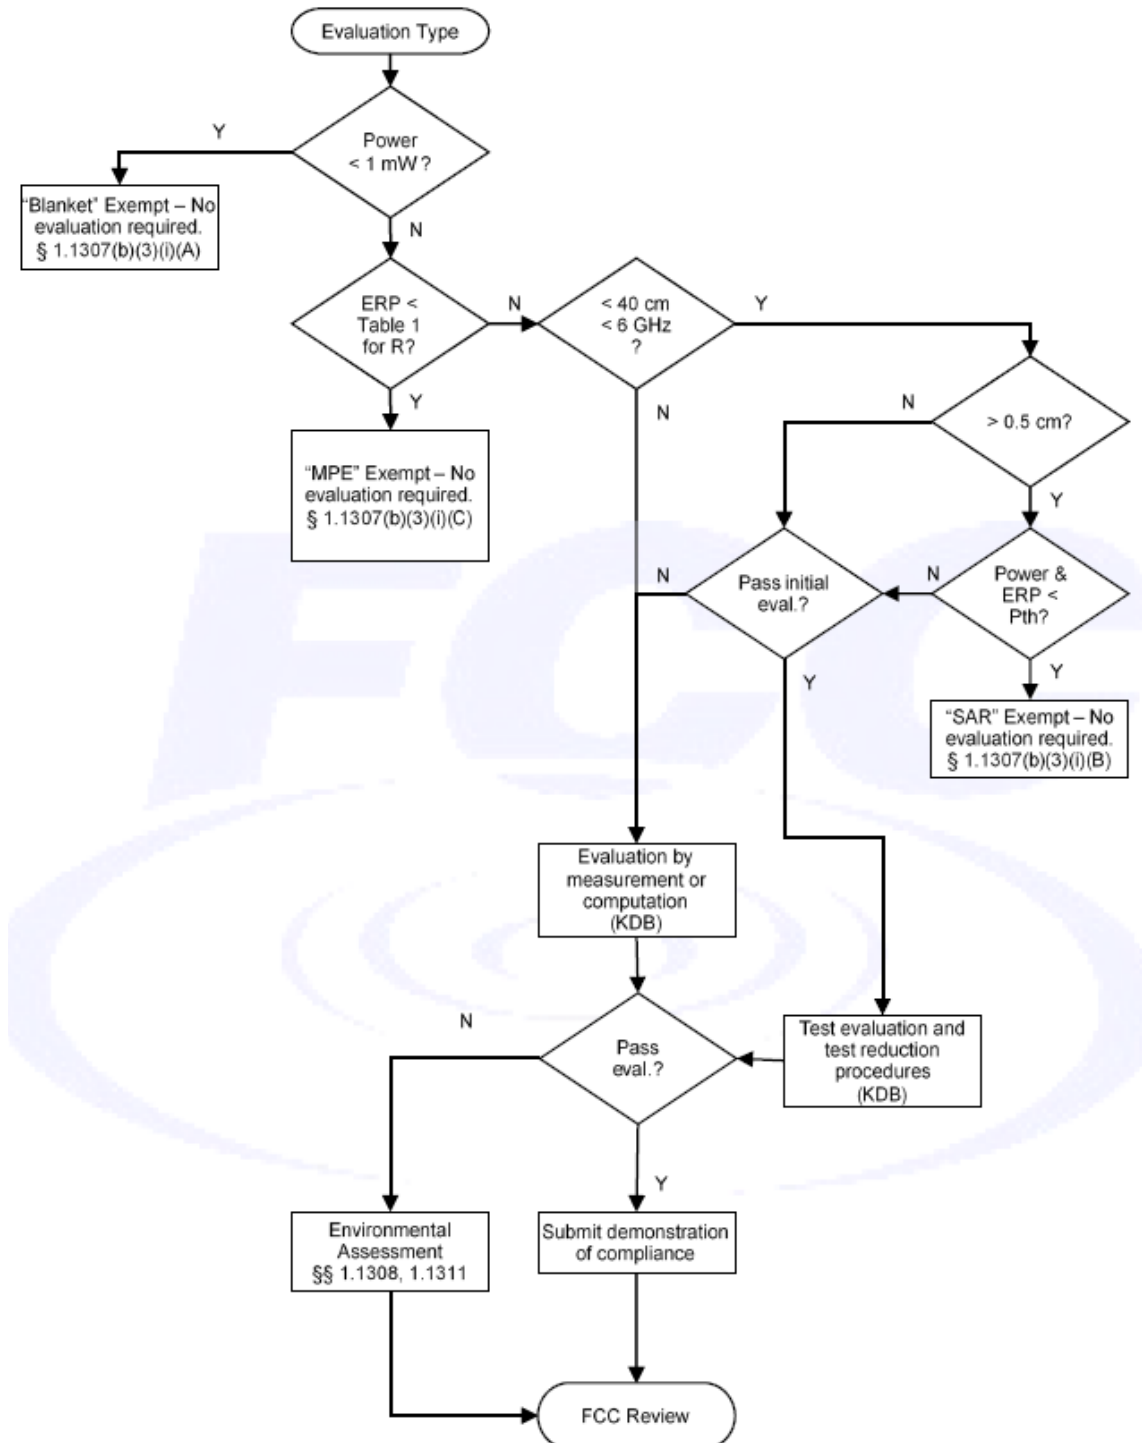 Evaluation Type
Y
Power
< 1 mW?
"Blanket" Exempt – No
evaluation required.
§ 1.1307(b)(3)(i)(A)
N
ERP <
Table 1
for R?
N
< 40 cm
< 6 GHz
?
Y
Y
N
N
> 0.5 cm?
"MPE" Exempt – No
evaluation required.
§ 1.1307(b)(3)(i)(C)
Y
N
Pass initial
eval.?
N
Power &
ERP <
Pth?
Y
Y
"SAR" Exempt – No
evaluation required.
§ 1.1307(b)(3)(i)(B)
FCC
Evaluation by
measurement or
computation
(KDB)
N
Pass
eval.?
Test evaluation and
test reduction
procedures
(KDB)
Y
Environmental
Assessment
§§ 1.1308, 1.1311
Submit demonstration
of compliance
FCC Review